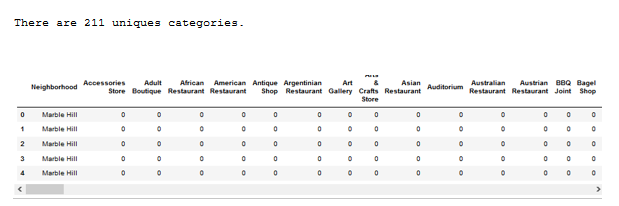 There are 211 uniques categories.
Neighborhood Accessories Store Adult Boutique African Restaurant American Restaurant Antique Shop Argentinian Restaurant Art Gallery & Crafts Store Asian Restaurant Auditorium Australian Restaurant Austrian Restaurant BBQ Joint Bagel Shop
0 Marble Hill 0 0 0 0 0 0 0 0 0 0 0 0 0 0
1 Marble Hill 0 0 0 0 0 0 0 0 0 0 0 0 0 0
2 Marble Hill 0 0 0 0 0 0 0 0 0 0 0 0 0 0
3 Marble Hill 0 0 0 0 0 0 0 0 0 0 0 0 0 0
4 Marble Hill 0 0 0 0 0 0 0 0 0 0 0 0 0 0